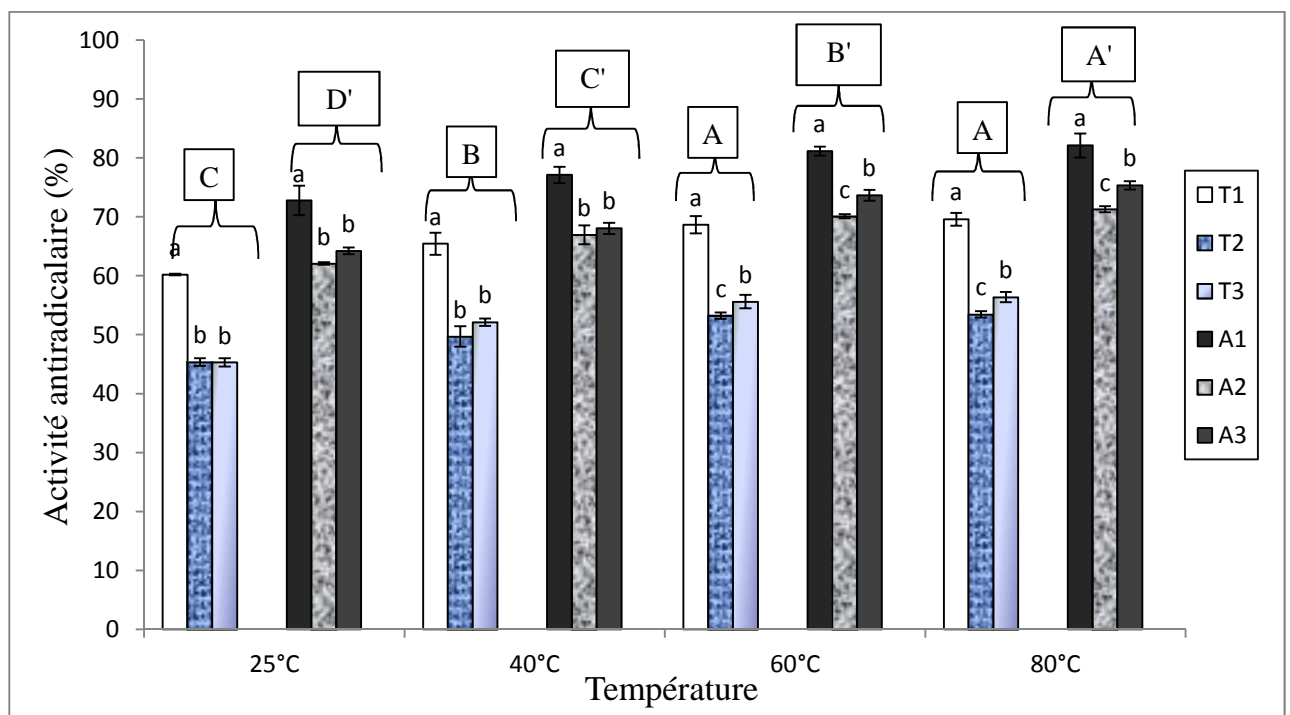 Activité antiradicalaire (%)
100
90
80
70
60
50
40
30
20
10
0
C
D'
B
C'
A
B'
A
A'
a
b
b
a
b
b
a
b
b
a
b
b
a
c
b
a
c
b
a
c
b
a
c
b
25°C
40°C
60°C
80°C
Température
T1
T2
T3
A1
A2
A3